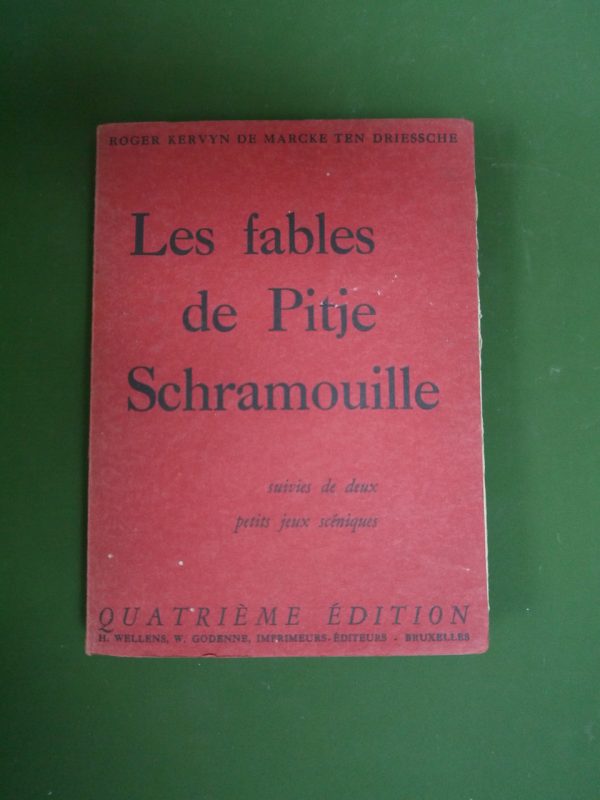 ROGER KERVYN DE MARCKE TEN DRIESSCHE
Les fables
de Pitje
Schramouille
suivies de deux
petits jeux scéniques
QUATRIÈME ÉDITION
H. WELLENS, W. GODENNE, IMPRIMEURS-ÉDITEURS - BRUXELLES